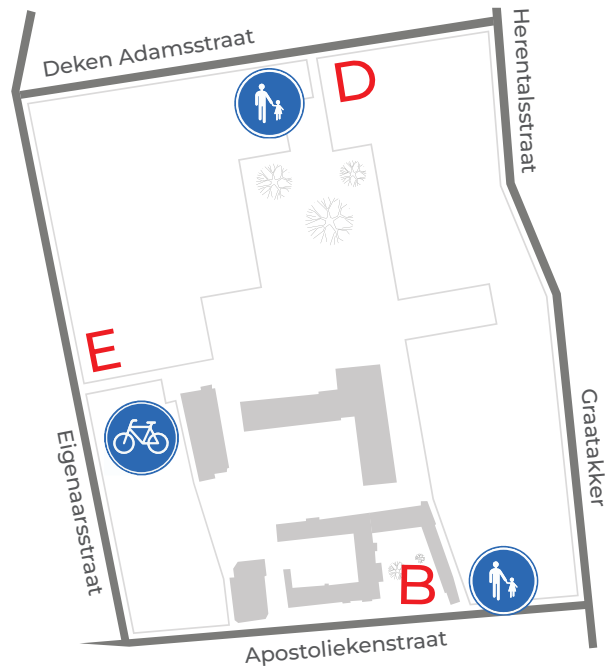 Deken Adamsstraat
Herentalsstraat
D
E
Eigenaarsstraat
Graatakker
B
Apostoliekenstraat